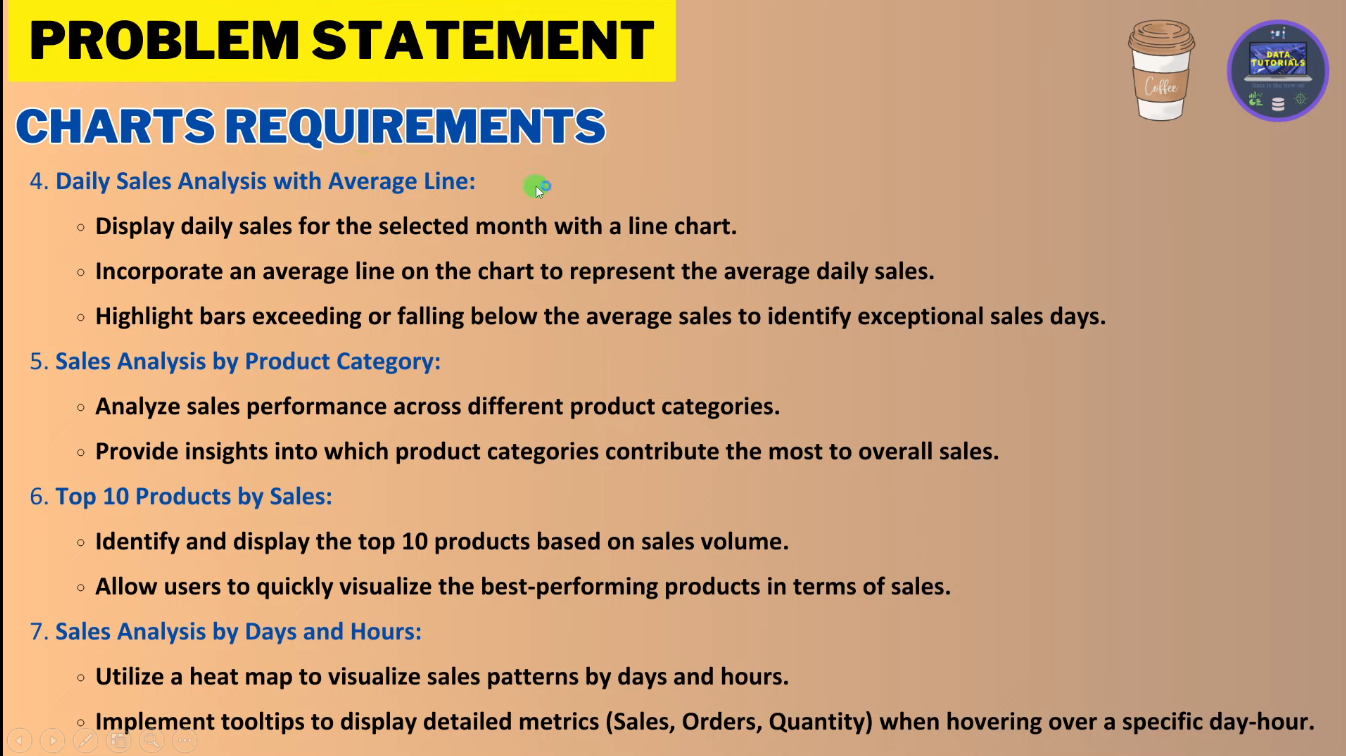 PROBLEM STATEMENT
Coffee
DATA
TUTORIALS
CHARTS REQUIREMENTS
4. Daily Sales Analysis with Average Line:
○ Display daily sales for the selected month with a line chart.
○ Incorporate an average line on the chart to represent the average daily sales.
○ Highlight bars exceeding or falling below the average sales to identify exceptional sales days.
5. Sales Analysis by Product Category:
○ Analyze sales performance across different product categories.
○ Provide insights into which product categories contribute the most to overall sales.
6. Top 10 Products by Sales:
○ Identify and display the top 10 products based on sales volume.
○ Allow users to quickly visualize the best-performing products in terms of sales.
7. Sales Analysis by Days and Hours:
○ Utilize a heat map to visualize sales patterns by days and hours.
○ Implement tooltips to display detailed metrics (Sales, Orders, Quantity) when hovering over a specific day-hour.